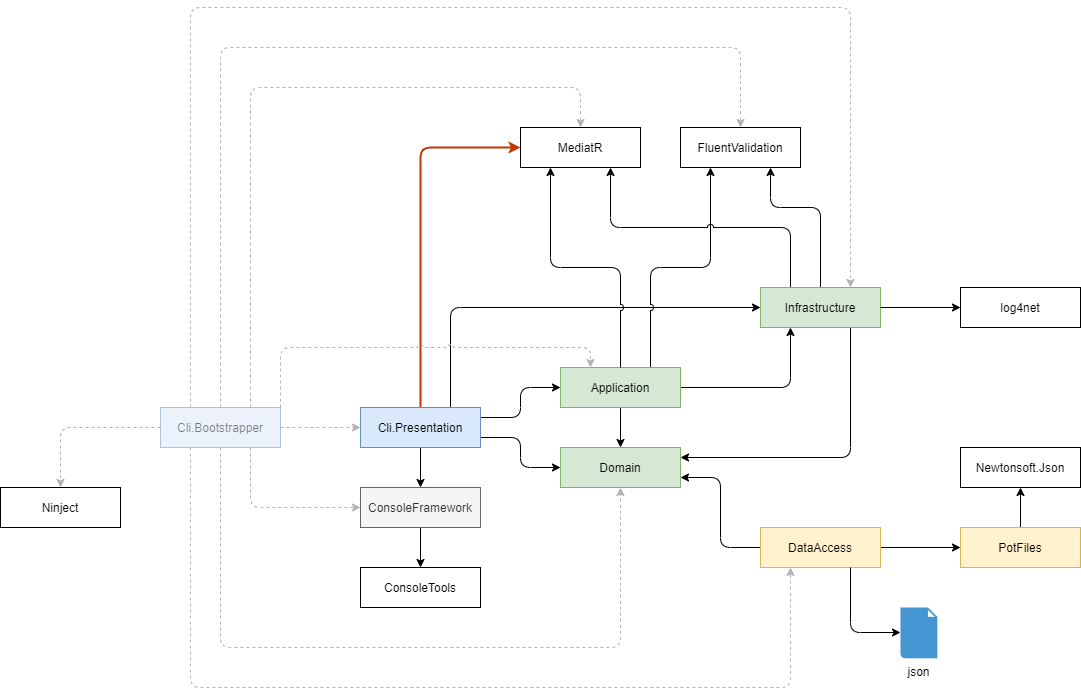 MediatR
FluentValidation
Infrastructure
log4net
Application
Cli.Bootstrapper
Cli.Presentation
Domain
Newtonsoft.Json
Ninject
ConsoleFramework
DataAccess
PotFiles
ConsoleTools
json